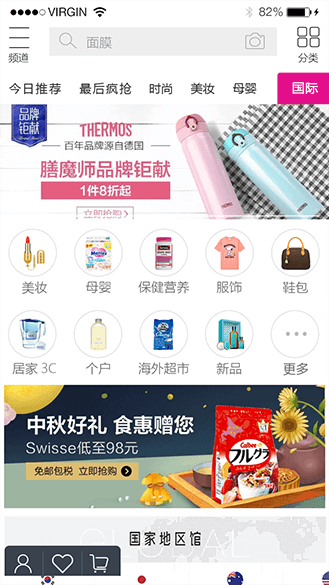 VIRGIN
82%
频道
面膜
分类
今日推荐 最后疯抢 时尚 美妆 母婴 国际
品牌
钜献
THERMOS
百年品牌源自德国
膳魔师品牌钜献
1件8折起
立即抢购>
美妆 母婴 保健营养 服饰 鞋包
居家 3C 个户 海外超市 新品 更多
中秋好礼 食惠赠您
Swisse低至98元
免邮包税 立即抢购 >
Calbee
フルグラ
国家地区馆
GLOBAL